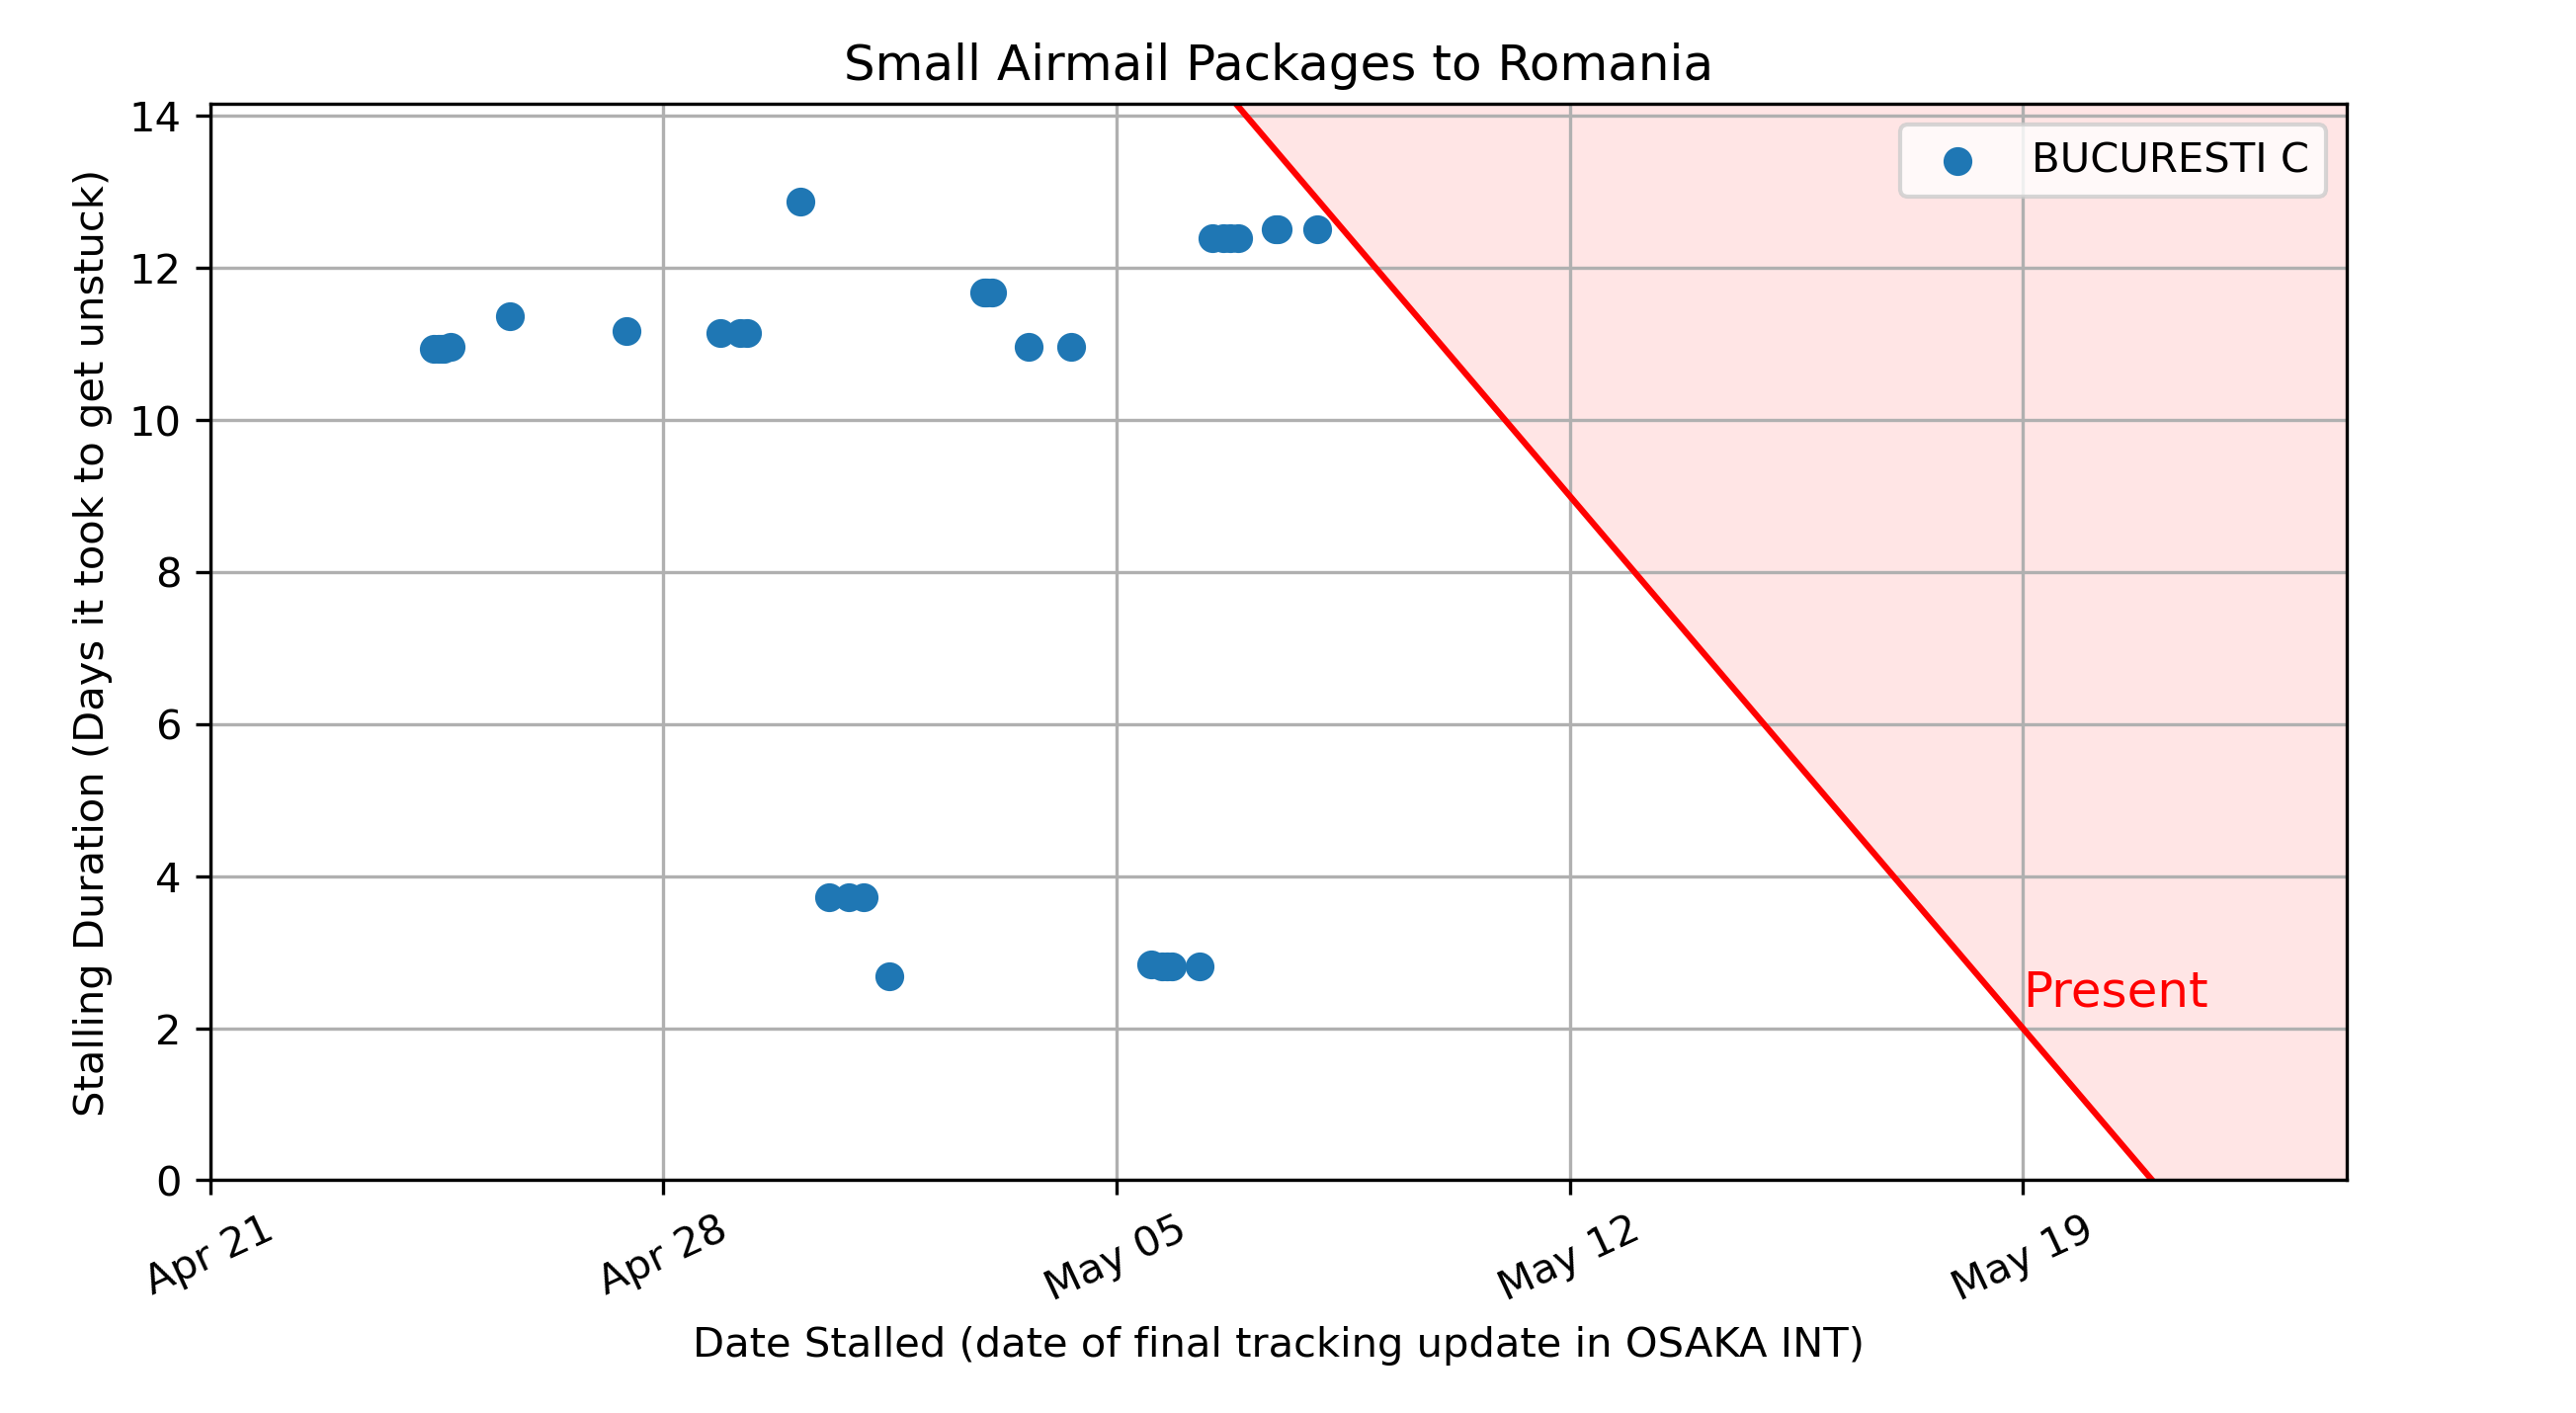 Small Airmail Packages to Romania
14
12
10
8
6
4
2
0
Stalling Duration (Days it took to get unstuck)
BUCURESTI C
Present
Apr 21
Apr 28
May 05
May 12
May 19
Date Stalled (date of final tracking update in OSAKA INT)